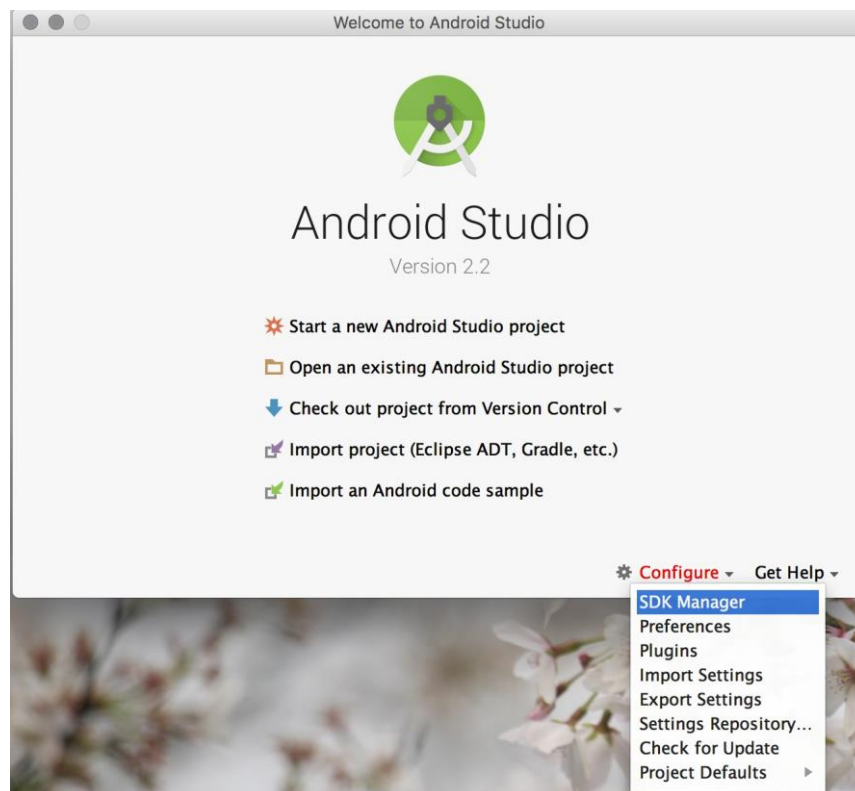 Welcome to Android Studio
Android Studio
Version 2.2
Start a new Android Studio project
Open an existing Android Studio project
Check out project from Version Control
Import project (Eclipse ADT, Gradle, etc.)
Import an Android code sample
Configure Get Help
SDK Manager
Preferences
Plugins
Import Settings
Export Settings
Settings Repository...
Check for Update
Project Defaults